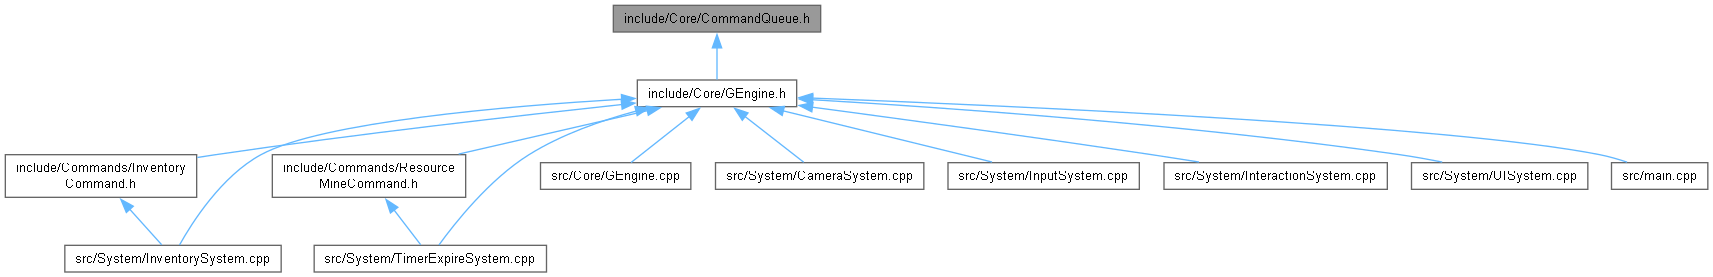 include/Core/CommandQueue.h
include/Core/GEngine.h
include/Commands/Inventory
Command.h
include/Commands/Resource
MineCommand.h
src/Core/GEngine.cpp
src/System/CameraSystem.cpp
src/System/InputSystem.cpp
src/System/InteractionSystem.cpp
src/System/UISystem.cpp
src/main.cpp
src/System/InventorySystem.cpp
src/System/TimerExpireSystem.cpp